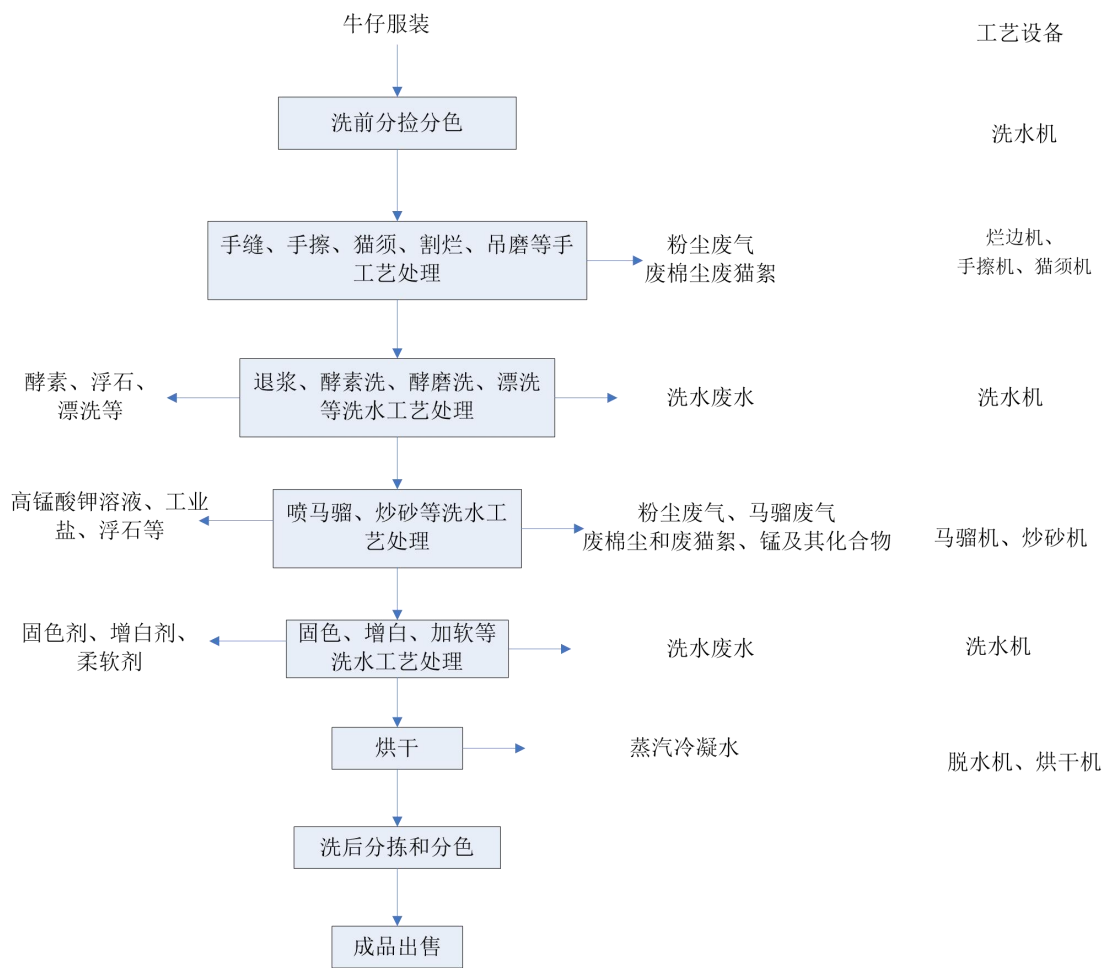 牛仔服装
工艺设备
洗前分捡分色
洗水机
手缝、手擦、猫须、割烂、吊磨等手
工艺处理
粉尘废气
废棉尘废猫絮
烂边机、
手擦机、猫须机
酵素、浮石、
漂洗等
退浆、酵素洗、酵磨洗、漂洗
等洗水工艺处理
洗水废水
洗水机
高锰酸钾溶液、工业
盐、浮石等
喷马骝、炒砂等洗水工
艺处理
粉尘废气、马骝废气
废棉尘和废猫絮、锰及其化合物
马骝机、炒砂机
固色剂、增白剂、
柔软剂
固色、增白、加软等
洗水工艺处理
洗水废水
洗水机
烘干
蒸汽冷凝水
脱水机、烘干机
洗后分拣和分色
成品出售